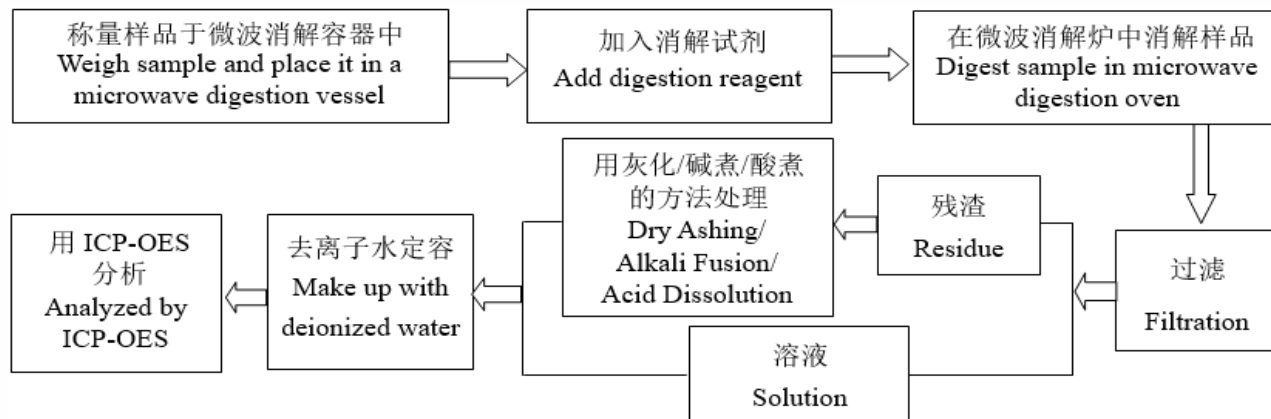 称量样品于微波消解容器中
Weigh sample and place it in a
microwave digestion vessel
加入消解试剂
Add digestion reagent
在微波消解炉中消解样品
Digest sample in microwave
digestion oven
过滤
Filtration
残渣
Residue
用灰化/碱煮/酸煮
的方法处理
Dry Ashing/
Alkali Fusion/
Acid Dissolution
溶液
Solution
去离子水定容
Make up with
deionized water
用 ICP-OES
分析
Analyzed by
ICP-OES